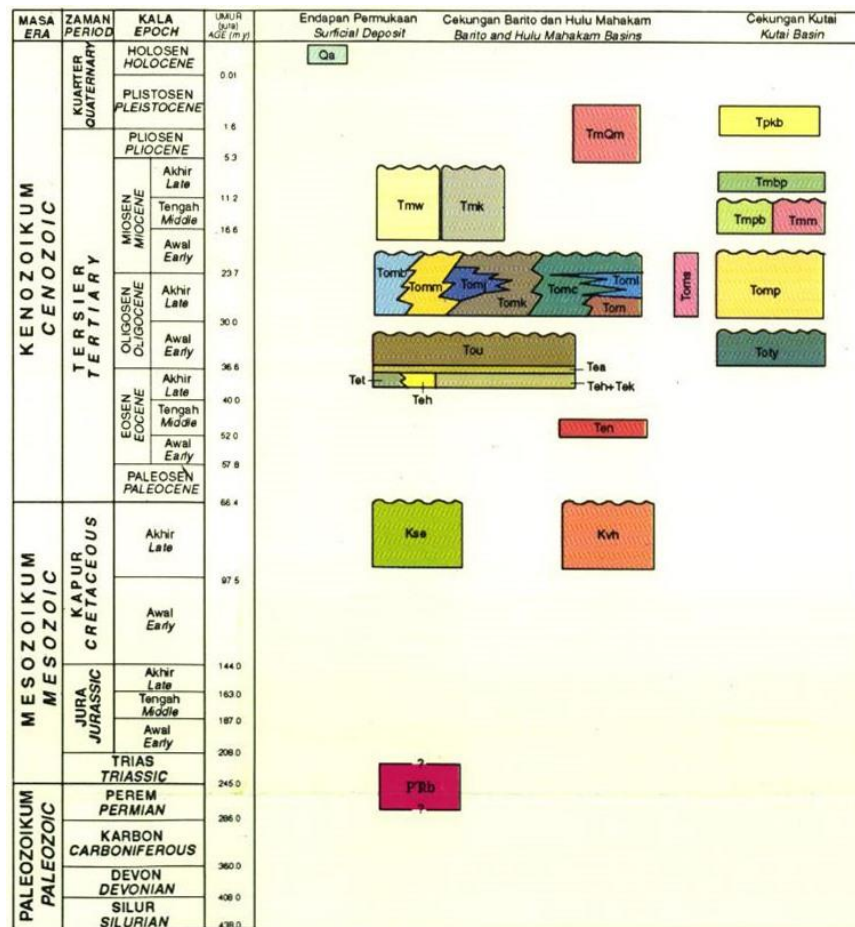 MASA
ERA
ZAMAN
PERIOD
KALA
EPOCH
UMUR
(juta)
AGE (m y)
Endapan Permukaan
Surficial Deposit
Cekungan Barito dan Hulu Mahakam
Barito and Hulu Mahakam Basins
Cekungan Kutai
Kutai Basin
KENOZOIKUM
CENOZOIC
KUARTER
QUATERNARY
HOLOSEN
HOLOCENE
Qa
0.01
PLISTOSEN
PLEISTOCENE
TmQm
Tpkb
1.6
TERSIER
TERTIARY
PLIOSEN
PLIOCENE
5.3
MIOSEN
MIOCENE
Akhir
Late
Tmbp
11.2
Tengah
Middle
Tmw
Tmk
Tmpb
Tmm
16.6
Awal
Early
23.7
OLIGOSEN
OLIGOCENE
Akhir
Late
Tomb
Tomm
Tomj
Tomk
Tomc
Toml
Tom
Toms
Tomp
30.0
Awal
Early
Tou
Toty
36.6
EOSEN
EOCENE
Akhir
Late
Tea
Tet
Teh
Teh+Tek
40.0
Tengah
Middle
Ten
52.0
Awal
Early
57.8
PALEOSEN
PALEOCENE
66.4
MESOZOIKUM
MESOZOIC
KAPUR
CRETACEOUS
Akhir
Late
Kse
Kvh
97.5
Awal
Early
144.0
JURA
JURASSIC
Akhir
Late
163.0
Tengah
Middle
187.0
Awal
Early
208.0
TRIAS
TRIASSIC
?
245.0
PTRb
PALEOZOIKUM
PALEOZOIC
PEREM
PERMIAN
?
286.0
KARBON
CARBONIFEROUS
360.0
DEVON
DEVONIAN
408.0
SILUR
SILURIAN
438.0